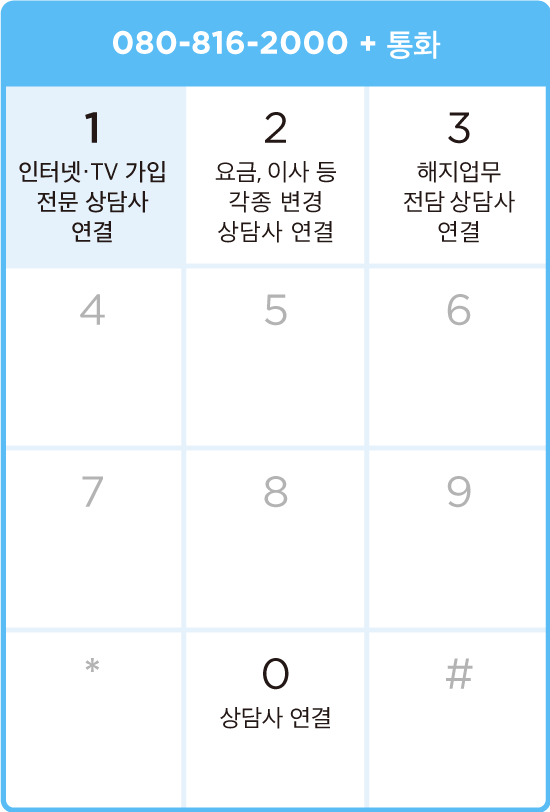 080-816-2000 + 통화
1
인터넷·TV 가입
전문 상담사
연결
2
요금, 이사 등
각종 변경
상담사 연결
3
해지업무
전담 상담사
연결
4
5
6
7
8
9
*
0
상담사 연결
#